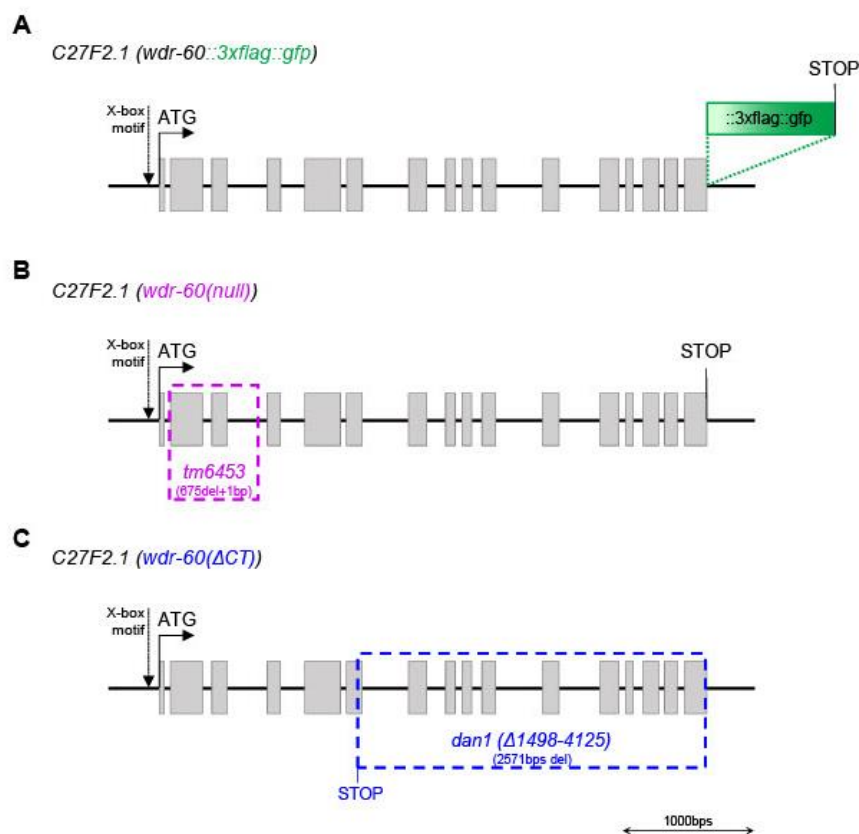 A
C27F2.1 (wdr-60::3xflag::gfp)
STOP
X-box
motif
ATG
::3xflag::gfp
B
C27F2.1 (wdr-60(null))
X-box
motif
ATG
STOP
tm6453
(675del+1bp)
C
C27F2.1 (wdr-60(ΔCT))
X-box
motif
ATG
dan1 (Δ1498-4125)
(2571bps del)
STOP
1000bps